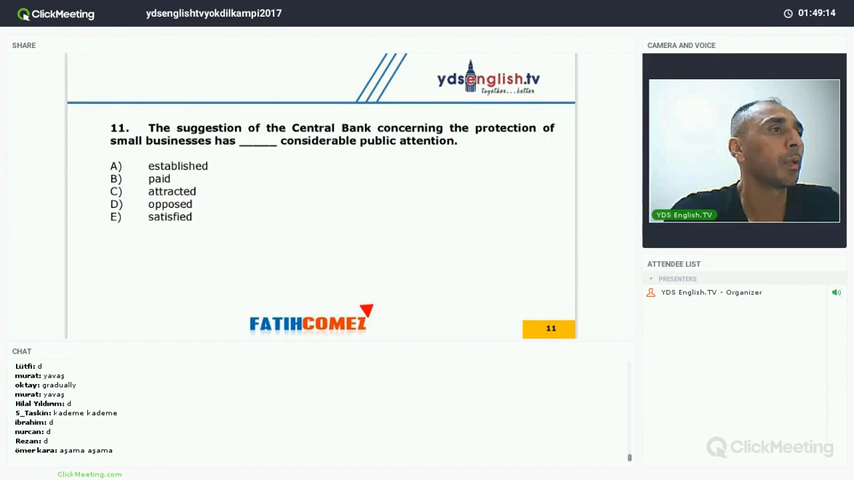 ClickMeeting
ydsenglishtvyokdilkampi2017
01:49:14
SHARE
CAMERA AND VOICE
ydsenglish.tv
together...better
11. The suggestion of the Central Bank concerning the protection of
small businesses has _____ considerable public attention.
A) established
B) paid
C) attracted
D) opposed
E) satisfied
FATIHCOMEZ
11
YDS English.TV
ATTENDEE LIST
PRESENTERS
YDS English.TV - Organizer
CHAT
Lütfi: d
murat: yavaş
oktay: gradually
murat: yavaş
Hilal Yıldırım: d
S_Taskin: kademe kademe
ibrahim: d
nurcan: d
Rezan: d
ömer kara: aşama aşama
ClickMeeting
ClickMeeting.com